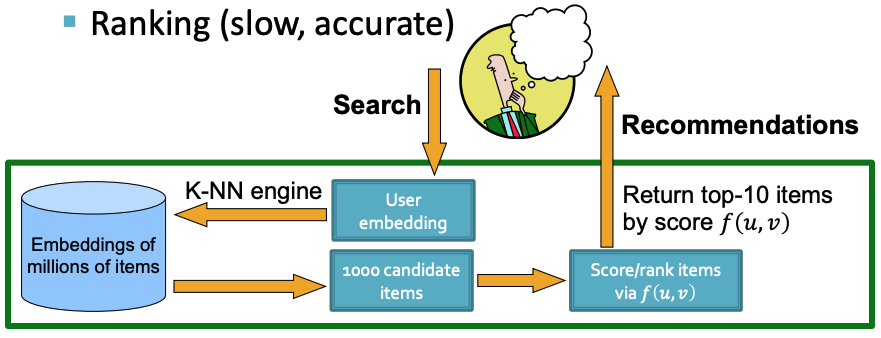 ▪ Ranking (slow, accurate)
Search
Recommendations
K-NN engine
User
embedding
Return top-10 items
by score f(u, v)
Embeddings of
millions of items
1000 candidate
items
Score/rank items
via f(u, v)